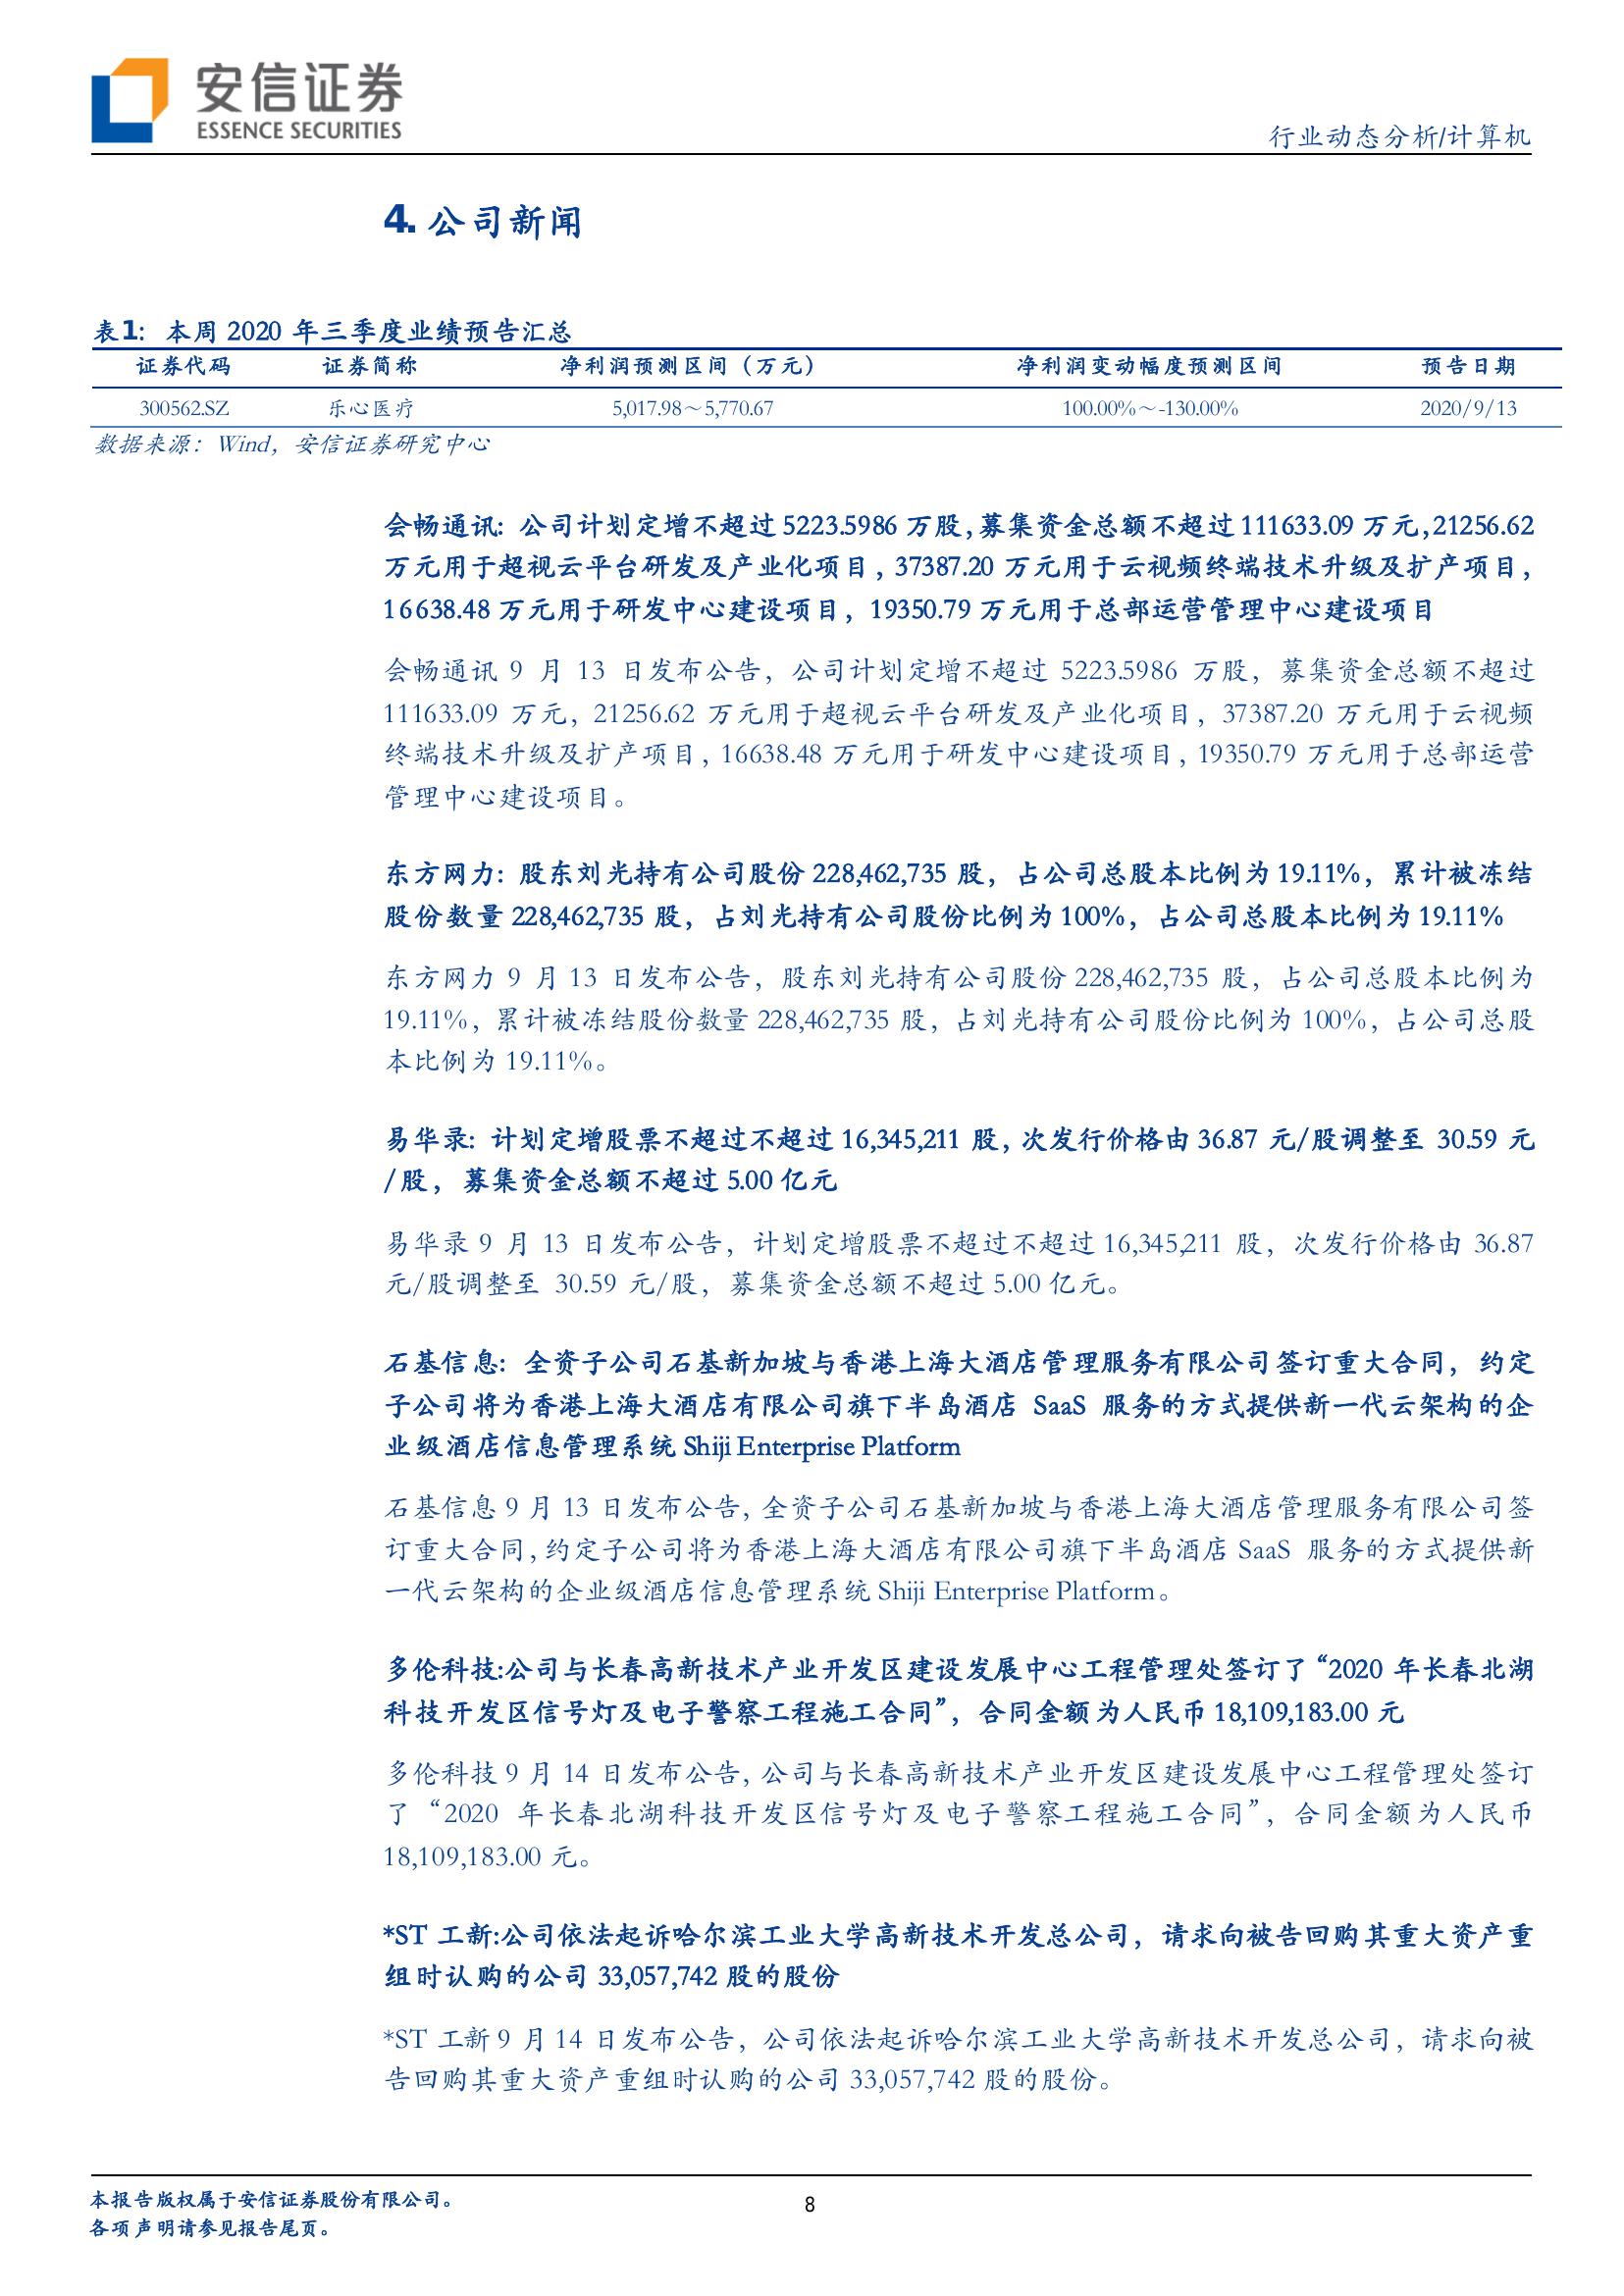 安信证券
ESSENCE SECURITIES
行业动态分析/计算机
4. 公司新闻
表1: 本周 2020 年三季度业绩预告汇总
证券代码 证券简称 净利润预测区间（万元） 净利润变动幅度预测区间 预告日期
300562.SZ 乐心医疗 5,017.98～5,770.67 100.00%～-130.00% 2020/9/13
数据来源：Wind，安信证券研究中心
会畅通讯: 公司计划定增不超过 5223.5986 万股，募集资金总额不超过 111633.09 万元，21256.62
万元用于超视云平台研发及产业化项目，37387.20 万元用于云视频终端技术升级及扩产项目，
16638.48 万元用于研发中心建设项目，19350.79 万元用于总部运营管理中心建设项目
会畅通讯 9 月 13 日发布公告，公司计划定增不超过 5223.5986 万股，募集资金总额不超过
111633.09 万元，21256.62 万元用于超视云平台研发及产业化项目，37387.20 万元用于云视频
终端技术升级及扩产项目，16638.48 万元用于研发中心建设项目，19350.79 万元用于总部运营
管理中心建设项目。
东方网力: 股东刘光持有公司股份 228,462,735 股，占公司总股本比例为 19.11%，累计被冻结
股份数量 228,462,735 股，占刘光持有公司股份比例为 100%，占公司总股本比例为 19.11%
东方网力 9 月 13 日发布公告，股东刘光持有公司股份 228,462,735 股，占公司总股本比例为
19.11%，累计被冻结股份数量 228,462,735 股，占刘光持有公司股份比例为 100%，占公司总股
本比例为 19.11%。
易华录: 计划定增股票不超过不超过 16,345,211 股，次发行价格由 36.87 元/股调整至 30.59 元
/股，募集资金总额不超过 5.00 亿元
易华录 9 月 13 日发布公告，计划定增股票不超过不超过 16,345,211 股，次发行价格由 36.87
元/股调整至 30.59 元/股，募集资金总额不超过 5.00 亿元。
石基信息: 全资子公司石基新加坡与香港上海大酒店管理服务有限公司签订重大合同，约定
子公司将为香港上海大酒店有限公司旗下半岛酒店 SaaS 服务的方式提供新一代云架构的企
业级酒店信息管理系统 Shiji Enterprise Platform
石基信息 9 月 13 日发布公告，全资子公司石基新加坡与香港上海大酒店管理服务有限公司签
订重大合同，约定子公司将为香港上海大酒店有限公司旗下半岛酒店 SaaS 服务的方式提供新
一代云架构的企业级酒店信息管理系统 Shiji Enterprise Platform。
多伦科技:公司与长春高新技术产业开发区建设发展中心工程管理处签订了“2020 年长春北湖
科技开发区信号灯及电子警察工程施工合同”，合同金额为人民币 18,109,183.00 元
多伦科技 9 月 14 日发布公告，公司与长春高新技术产业开发区建设发展中心工程管理处签订
了“2020 年长春北湖科技开发区信号灯及电子警察工程施工合同”，合同金额为人民币
18,109,183.00 元。
*ST 工新:公司依法起诉哈尔滨工业大学高新技术开发总公司，请求向被告回购其重大资产重
组时认购的公司 33,057,742 股的股份
*ST 工新 9 月 14 日发布公告，公司依法起诉哈尔滨工业大学高新技术开发总公司，请求向被
告回购其重大资产重组时认购的公司 33,057,742 股的股份。
本报告版权属于安信证券股份有限公司。
各项声明请参见报告尾页。
8